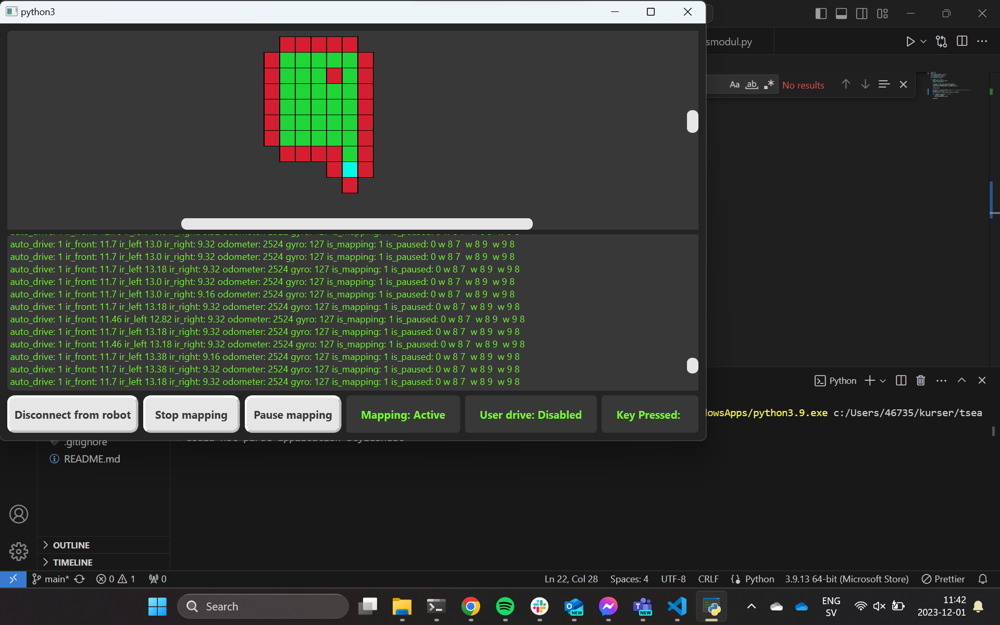 python3
smodul.py
Aa ab .* No results
auto_drive: 1 ir_front: 11.7 ir_left 13.0 ir_right: 9.32 odometer: 2524 gyro: 127 is_mapping: 1 is_paused: 0 w 8 7 w 8 9 w 9 8
auto_drive: 1 ir_front: 11.7 ir_left 13.0 ir_right: 9.32 odometer: 2524 gyro: 127 is_mapping: 1 is_paused: 0 w 8 7 w 8 9 w 9 8
auto_drive: 1 ir_front: 11.7 ir_left 13.18 ir_right: 9.32 odometer: 2524 gyro: 127 is_mapping: 1 is_paused: 0 w 8 7 w 8 9 w 9 8
auto_drive: 1 ir_front: 11.7 ir_left 13.0 ir_right: 9.32 odometer: 2524 gyro: 127 is_mapping: 1 is_paused: 0 w 8 7 w 8 9 w 9 8
auto_drive: 1 ir_front: 11.7 ir_left 13.0 ir_right: 9.16 odometer: 2524 gyro: 127 is_mapping: 1 is_paused: 0 w 8 7 w 8 9 w 9 8
auto_drive: 1 ir_front: 11.7 ir_left 13.18 ir_right: 9.32 odometer: 2524 gyro: 127 is_mapping: 1 is_paused: 0 w 8 7 w 8 9 w 9 8
auto_drive: 1 ir_front: 11.46 ir_left 12.82 ir_right: 9.32 odometer: 2524 gyro: 127 is_mapping: 1 is_paused: 0 w 8 7 w 8 9 w 9 8
auto_drive: 1 ir_front: 11.7 ir_left 13.18 ir_right: 9.32 odometer: 2524 gyro: 127 is_mapping: 1 is_paused: 0 w 8 7 w 8 9 w 9 8
auto_drive: 1 ir_front: 11.46 ir_left 13.18 ir_right: 9.32 odometer: 2524 gyro: 127 is_mapping: 1 is_paused: 0 w 8 7 w 8 9 w 9 8
auto_drive: 1 ir_front: 11.7 ir_left 13.38 ir_right: 9.16 odometer: 2524 gyro: 127 is_mapping: 1 is_paused: 0 w 8 7 w 8 9 w 9 8
auto_drive: 1 ir_front: 11.7 ir_left 13.38 ir_right: 9.32 odometer: 2524 gyro: 127 is_mapping: 1 is_paused: 0 w 8 7 w 8 9 w 9 8
auto_drive: 1 ir_front: 11.7 ir_left 13.18 ir_right: 9.32 odometer: 2524 gyro: 127 is_mapping: 1 is_paused: 0 w 8 7 w 8 9 w 9 8
Python
Disconnect from robot Stop mapping Pause mapping Mapping: Active User drive: Disabled Key Pressed:
owsApps/python3.9.exe c:/Users/46735/kurser/tsea
.gitignore
README.md
OUTLINE
TIMELINE
main* 0 1 0 Ln 22, Col 28 Spaces: 4 UTF-8 CRLF Python 3.9.13 64-bit (Microsoft Store) Prettier
Search NEW NEW ENG 11:42
SV 2023-12-01